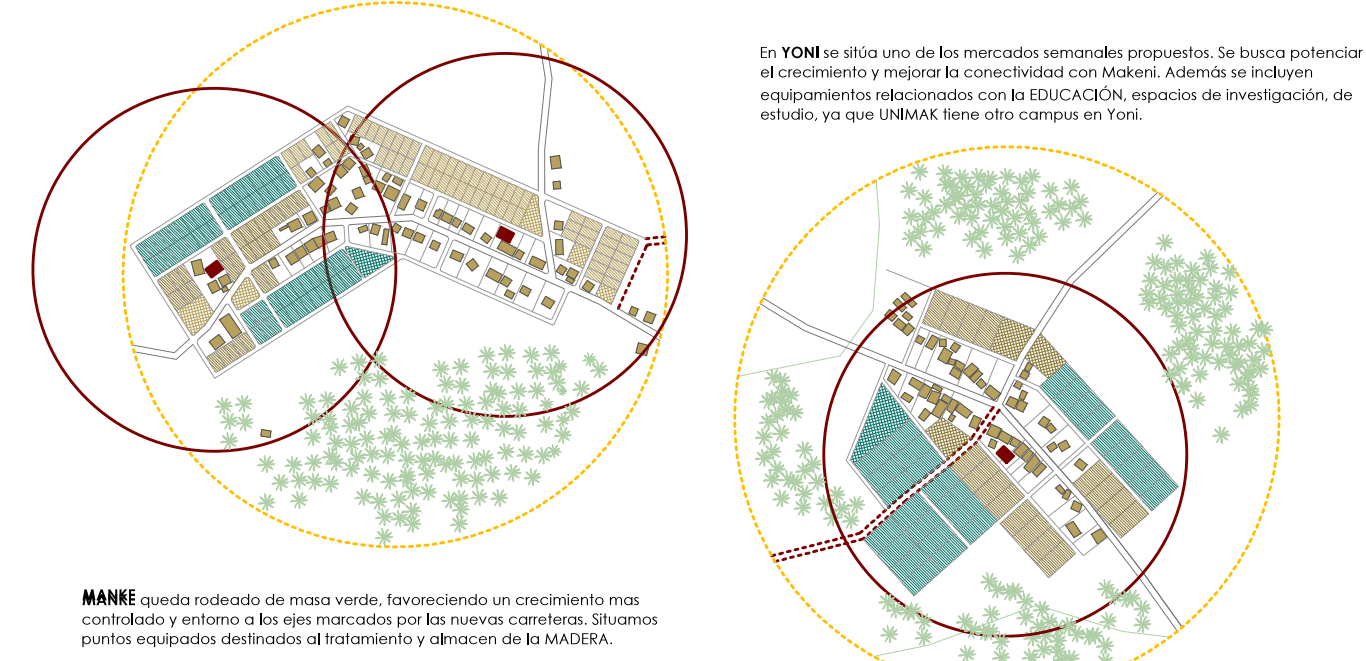 En YONI se sitúa uno de los mercados semanales propuestos. Se busca potenciar
el crecimiento y mejorar la conectividad con Makeni. Además se incluyen
equipamientos relacionados con la EDUCACIÓN, espacios de investigación, de
estudio, ya que UNIMAK tiene otro campus en Yoni.
MANKE queda rodeado de masa verde, favoreciendo un crecimiento mas
controlado y entorno a los ejes marcados por las nuevas carreteras. Situamos
puntos equipados destinados al tratamiento y almacen de la MADERA.